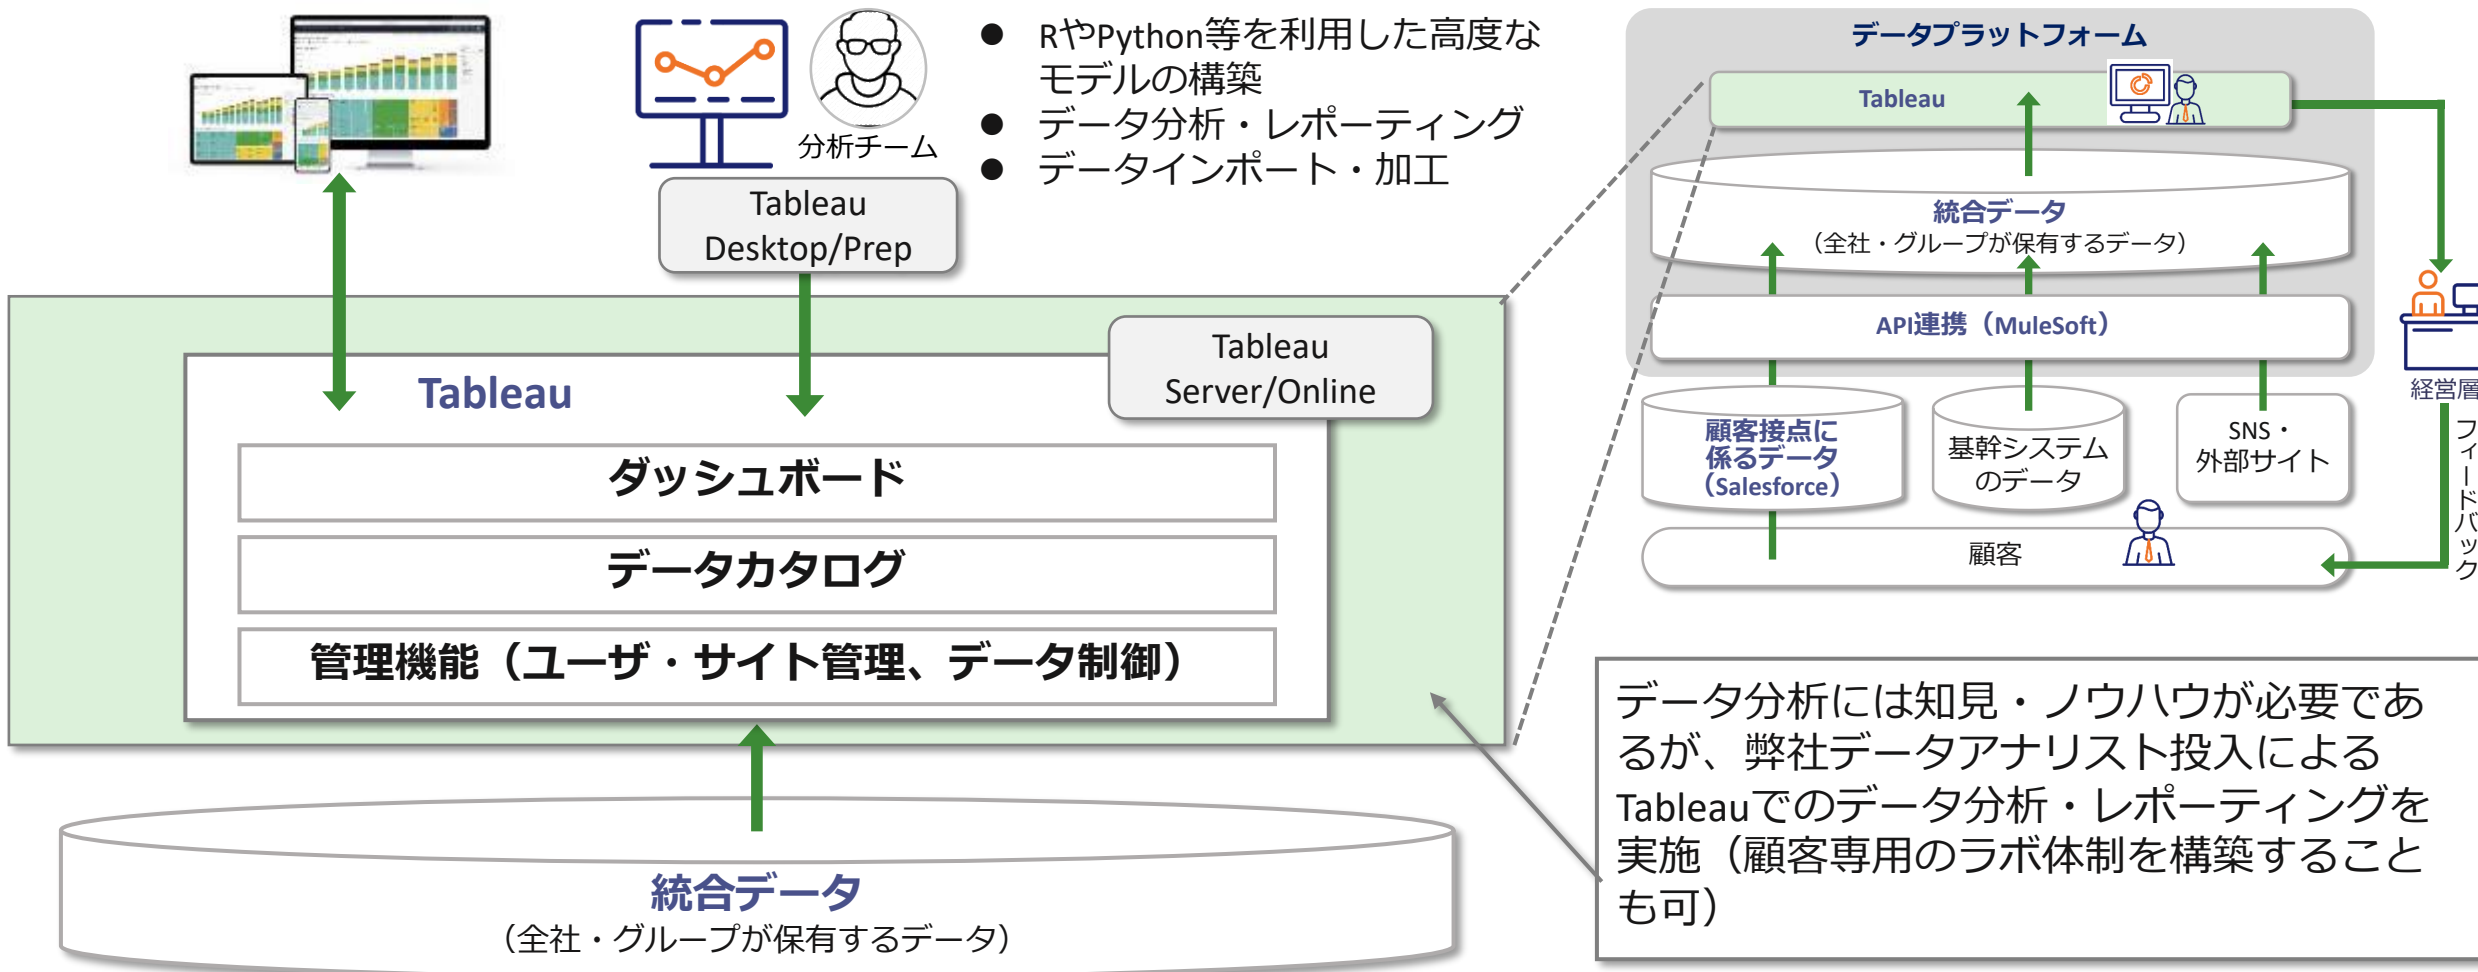 分析チーム
● RやPython等を利用した高度な
モデルの構築
● データ分析・レポーティング
● データインポート・加工
Tableau
Desktop/Prep
Tableau
Server/Online
Tableau
ダッシュボード
データカタログ
管理機能（ユーザ・サイト管理、データ制御）
統合データ
（全社・グループが保有するデータ）
データプラットフォーム
Tableau
統合データ
（全社・グループが保有するデータ）
API連携（MuleSoft）
顧客接点に
係るデータ
（Salesforce）
基幹システム
のデータ
SNS・
外部サイト
顧客
経営層
フィードバック
データ分析には知見・ノウハウが必要であ
るが、弊社データアナリスト投入による
Tableauでのデータ分析・レポーティングを
実施（顧客専用のラボ体制を構築すること
も可）